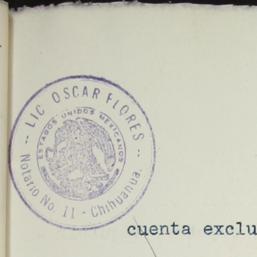 -- LIC OSCAR FLORES --
ESTADOS UNIDOS MEXICANOS
Notario No. 11 - Chihuahua.
cuenta exclu